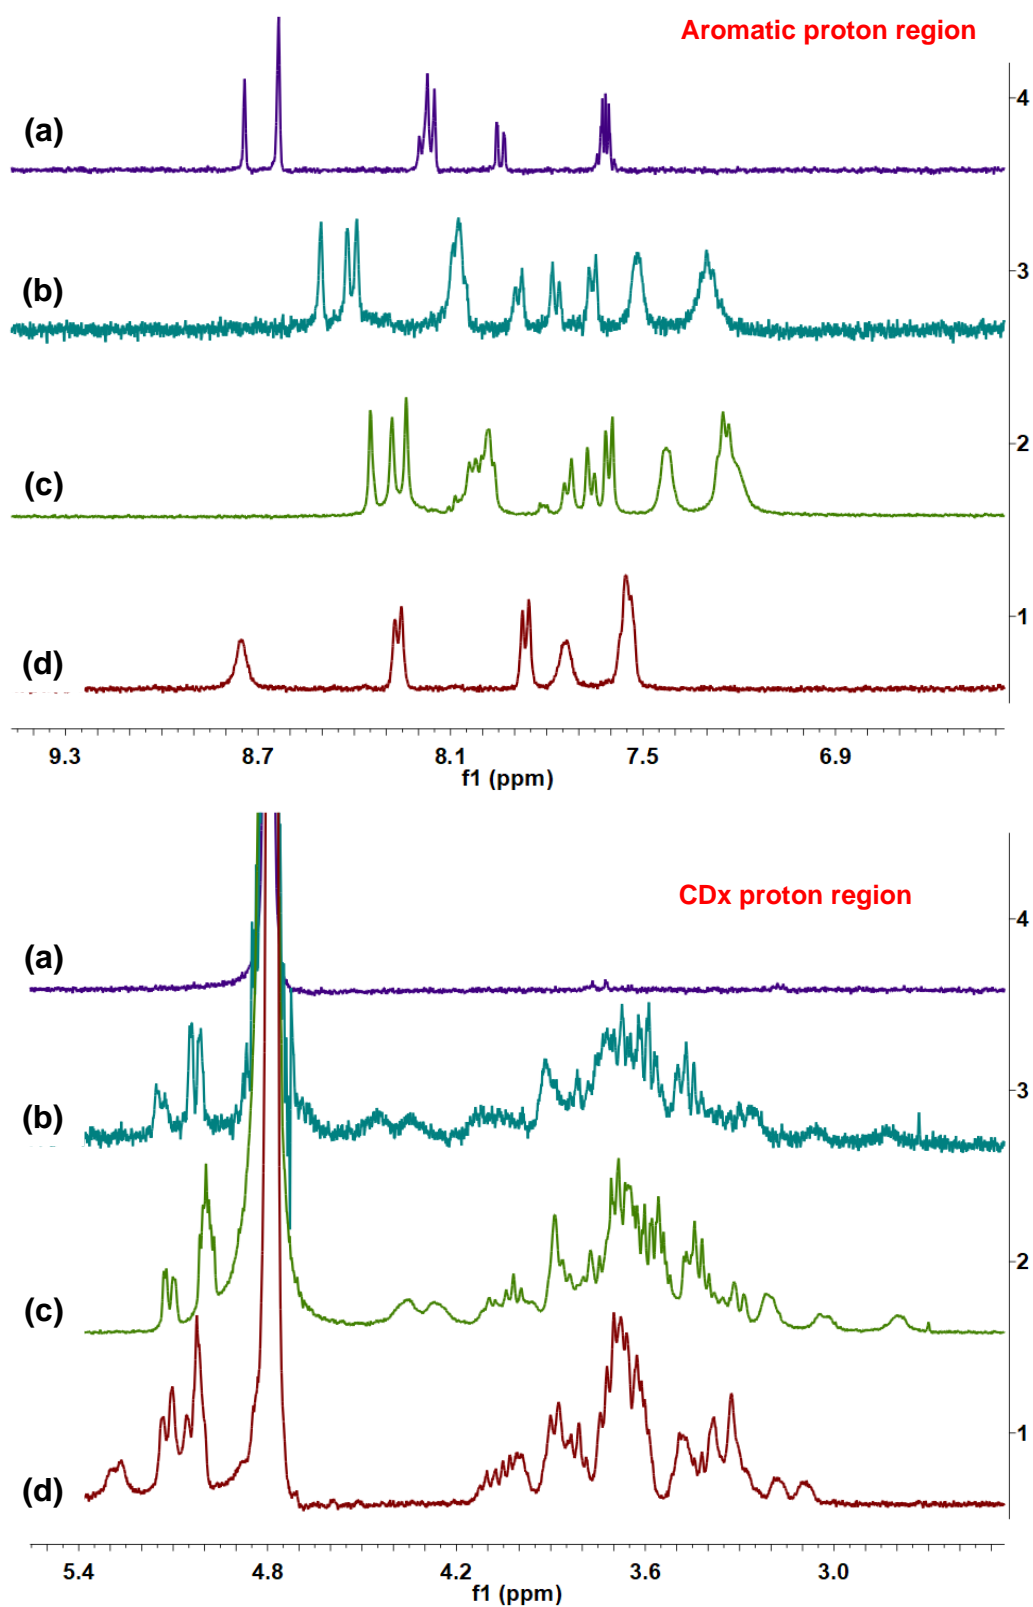 Aromatic proton region
4
(a)
3
(b)
2
(c)
1
(d)
9.3 8.7 8.1 7.5 6.9
f1 (ppm)
CDx proton region
4
(a)
3
(b)
2
(c)
1
(d)
5.4 4.8 4.2 3.6 3.0
f1 (ppm)